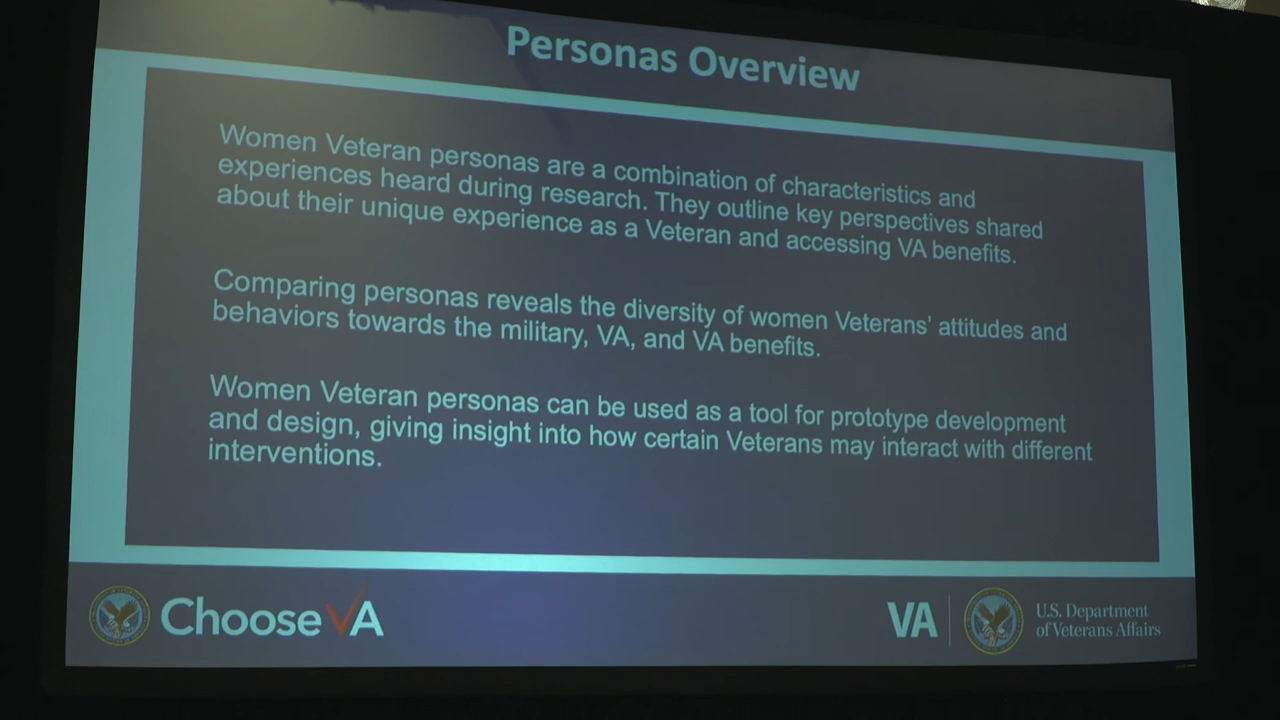 Personas Overview
Women Veteran personas are a combination of characteristics and
experiences heard during research. They outline key perspectives shared
about their unique experience as a Veteran and accessing VA benefits.
Comparing personas reveals the diversity of women Veterans' attitudes and
behaviors towards the military, VA, and VA benefits.
Women Veteran personas can be used as a tool for prototype development
and design, giving insight into how certain Veterans may interact with different
interventions.
Choose VA
VA
U.S. Department
of Veterans Affairs